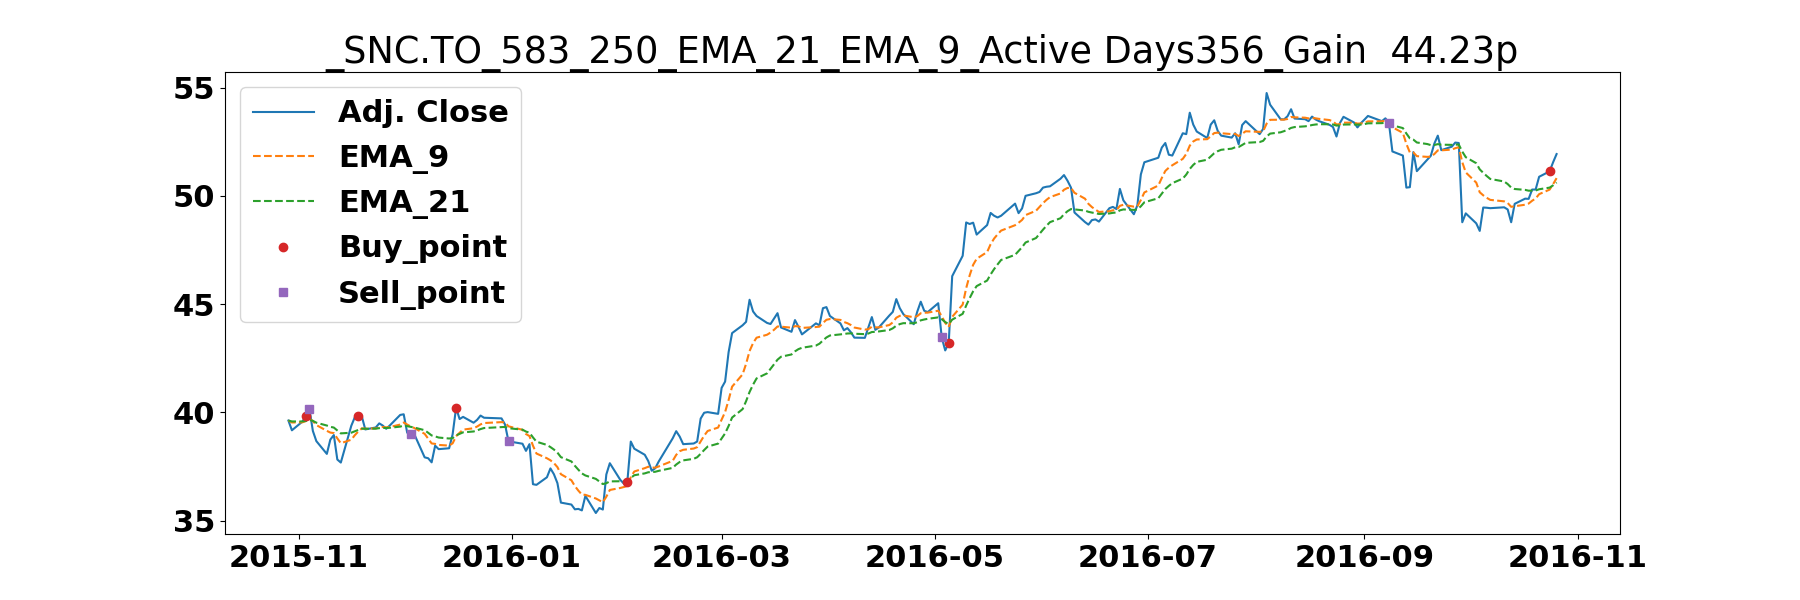 _SNC.TO_583_250_EMA_21_EMA_9_Active Days356_Gain  44.23p
55
50
45
40
35
Adj. Close
EMA_9
EMA_21
Buy_point
Sell_point
2015-11 2016-01 2016-03 2016-05 2016-07 2016-09 2016-11